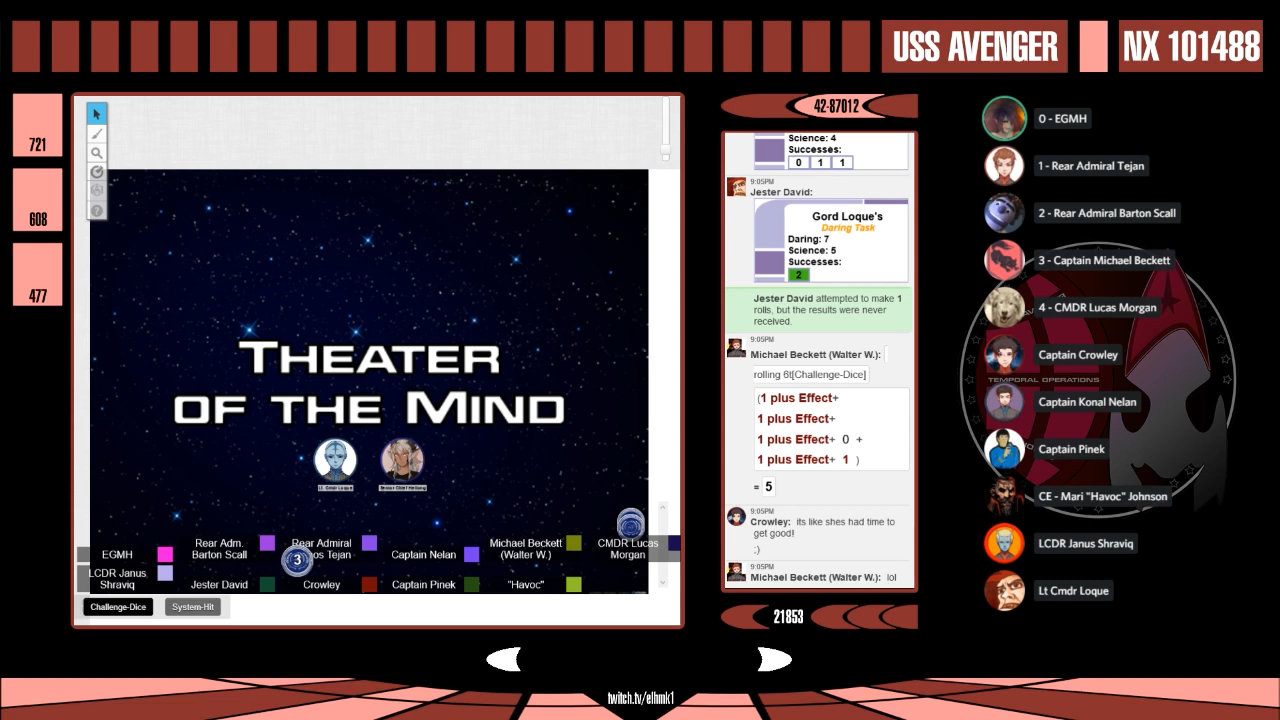 USS AVENGER
NX 101488
721
608
477
THEATER
OF THE MIND
Lt. Gord Loque
EGMH
Rear Adm.
Barton Scall
Rear Admiral
os Tejan
Captain Nelan
Michael Beckett
(Walter W.)
CMDR Lucas
Morgan
LCDR Janus
Shraviq
Jester David
3
Crowley
Captain Pinek
"Havoc"
Challenge-Dice
System-Hit
42-87012
Science: 4
Successes:
0 1 1
9:05PM
Jester David:
Gord Loque's
Daring Task
Daring: 7
Science: 5
Successes:
2
Jester David attempted to make 1
rolls, but the results were never
received.
9:05PM
Michael Beckett (Walter W.):
rolling 6t[Challenge-Dice]
(1 plus Effect+
1 plus Effect+
1 plus Effect+ 0 +
1 plus Effect+ 1 )
= 5
9:05PM
Crowley: its like shes had time to
get good!
;)
9:05PM
Michael Beckett (Walter W.): lol
21853
0 - EGMH
1 - Rear Admiral Tejan
2 - Rear Admiral Barton Scall
3 - Captain Michael Beckett
4 - CMDR Lucas Morgan
Captain Crowley
TEMPORAL OPERATIONS
Captain Konal Nelan
Captain Pinek
CE - Mari "Havoc" Johnson
LCDR Janus Shraviq
Lt Cmdr Loque
twitch.tv/elhmk1